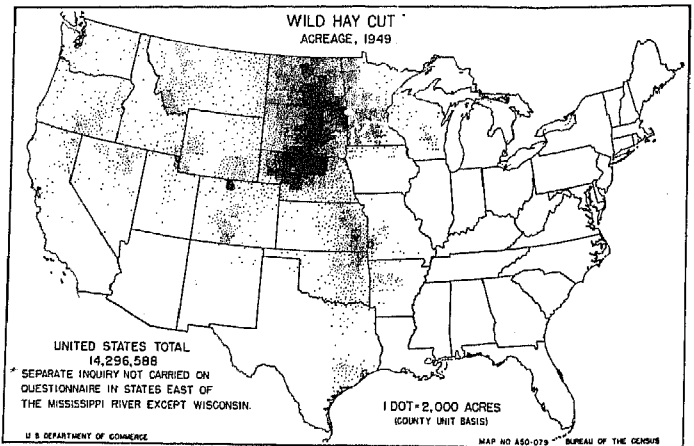 WILD HAY CUT *
ACREAGE, 1949
UNITED STATES TOTAL
14,296,588
* SEPARATE INQUIRY NOT CARRIED ON
QUESTIONNAIRE IN STATES EAST OF
THE MISSISSIPPI RIVER EXCEPT WISCONSIN.
1 DOT=2,000 ACRES
(COUNTY UNIT BASIS)
U S DEPARTMENT OF COMMERCE
MAP NO A50-079
BUREAU OF THE CENSUS